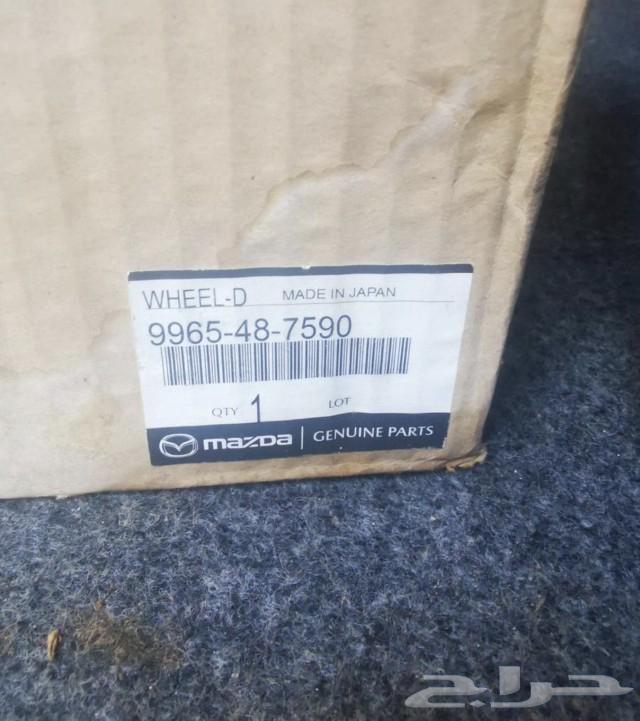 WHEEL-D MADE IN JAPAN
9965-48-7590
QTY 1 LOT
mazda | GENUINE PARTS
حراج